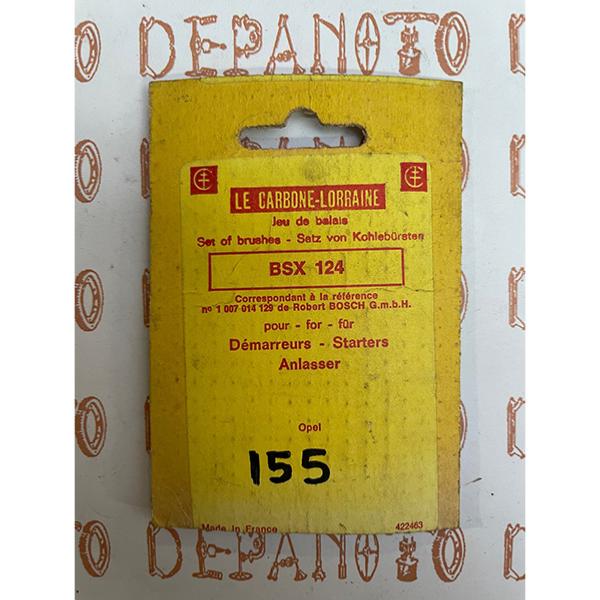 DEPANOTO
LE CARBONE-LORRAINE
Jeu de balais
Set of brushes - Satz von Kohlebürsten
BSX 124
Correspondant à la référence
nº 1 007 014 129 de Robert BOSCH G.m.b.H.
pour - for - für
Démarreurs - Starters
Anlasser
Opel
155
Made in France
422463
DEPANOTO